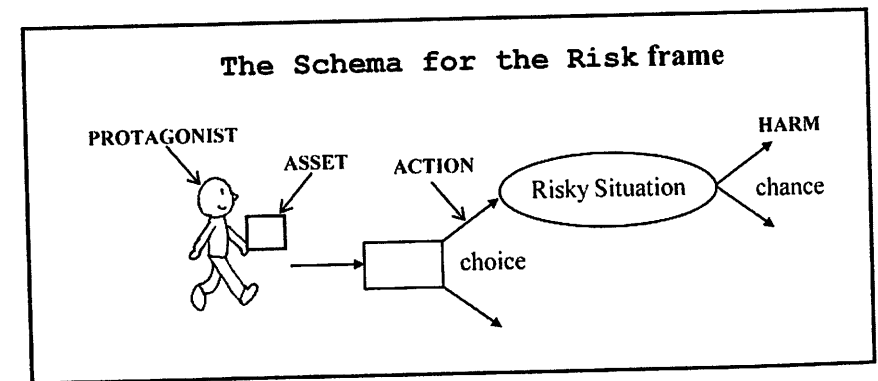 The Schema for the Risk frame
PROTAGONIST
ASSET
ACTION
Risky Situation
HARM
chance
choice